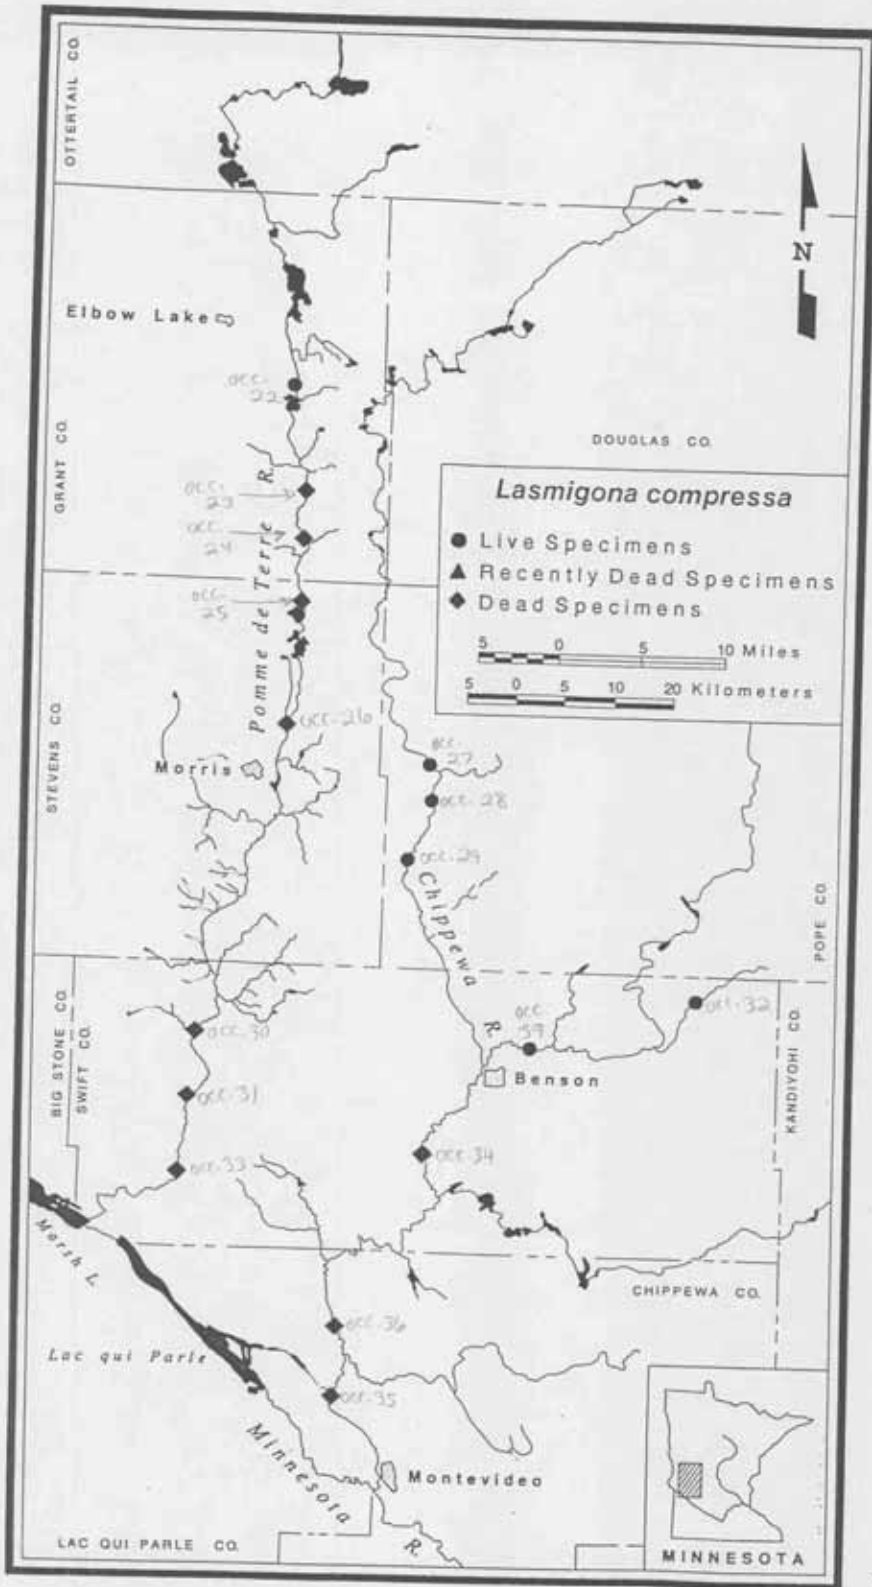 OTTERTAIL CO.
N
Elbow Lake
occ. 22
DOUGLAS CO.
GRANT CO.
Lasmigona compressa
Live Specimens
Recently Dead Specimens
Dead Specimens
5 0 5 10 Miles
5 0 5 10 20 Kilometers
occ. 23
occ. 24
occ. 25
Pomme de Terre R.
occ. 26
STEVENS CO.
Morris
occ. 27
occ. 28
occ. 29
Chippewa R.
POPE CO.
occ. 32
occ. 59
BIG STONE CO.
SWIFT CO.
KANDIYOHI CO.
occ. 30
Benson
occ. 31
occ. 34
occ. 33
Marsh L.
CHIPPEWA CO.
occ. 36
Lac qui Parle
occ. 35
Minnesota R.
Montevideo
LAC QUI PARLE CO.
MINNESOTA